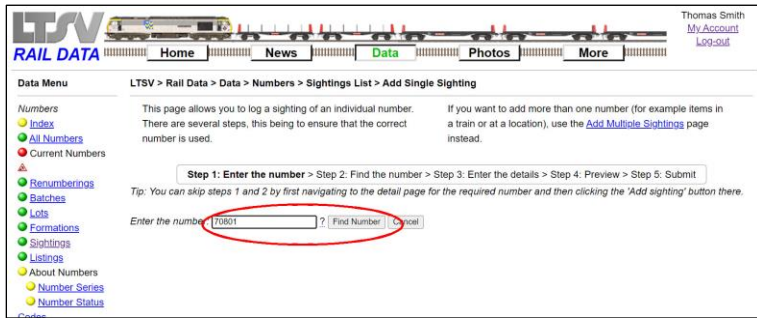 LTSV
RAIL DATA
Home
News
Data
Photos
More
Thomas Smith
My Account
Log-out
Data Menu
Numbers
Index
All Numbers
Current Numbers
Renumberings
Batches
Lots
Formations
Sightings
Listings
About Numbers
Number Series
Number Status
Codes
LTSV > Rail Data > Data > Numbers > Sightings List > Add Single Sighting
This page allows you to log a sighting of an individual number.
There are several steps, this being to ensure that the correct
number is used.
If you want to add more than one number (for example items in
a train or at a location), use the Add Multiple Sightings page
instead.
Step 1: Enter the number > Step 2: Find the number > Step 3: Enter the details > Step 4: Preview > Step 5: Submit
Tip: You can skip steps 1 and 2 by first navigating to the detail page for the required number and then clicking the 'Add sighting' button there.
Enter the number: 70801 ? Find Number Cancel